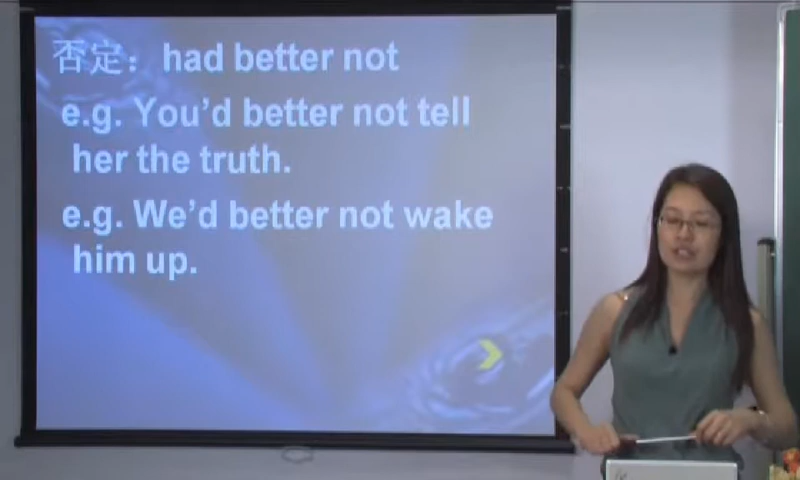 否定：had better not
e.g. You'd better not tell
her the truth.
e.g. We'd better not wake
him up.